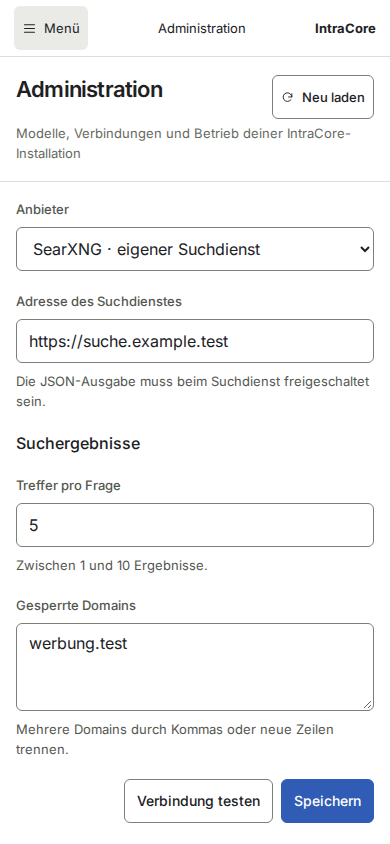 Menü
Administration
IntraCore
Administration
Neu laden
Modelle, Verbindungen und Betrieb deiner IntraCore-
Installation
Anbieter
SearXNG · eigener Suchdienst
Adresse des Suchdienstes
https://suche.example.test
Die JSON-Ausgabe muss beim Suchdienst freigeschaltet
sein.
Suchergebnisse
Treffer pro Frage
5
Zwischen 1 und 10 Ergebnisse.
Gesperrte Domains
werbung.test
Mehrere Domains durch Kommas oder neue Zeilen
trennen.
Verbindung testen
Speichern